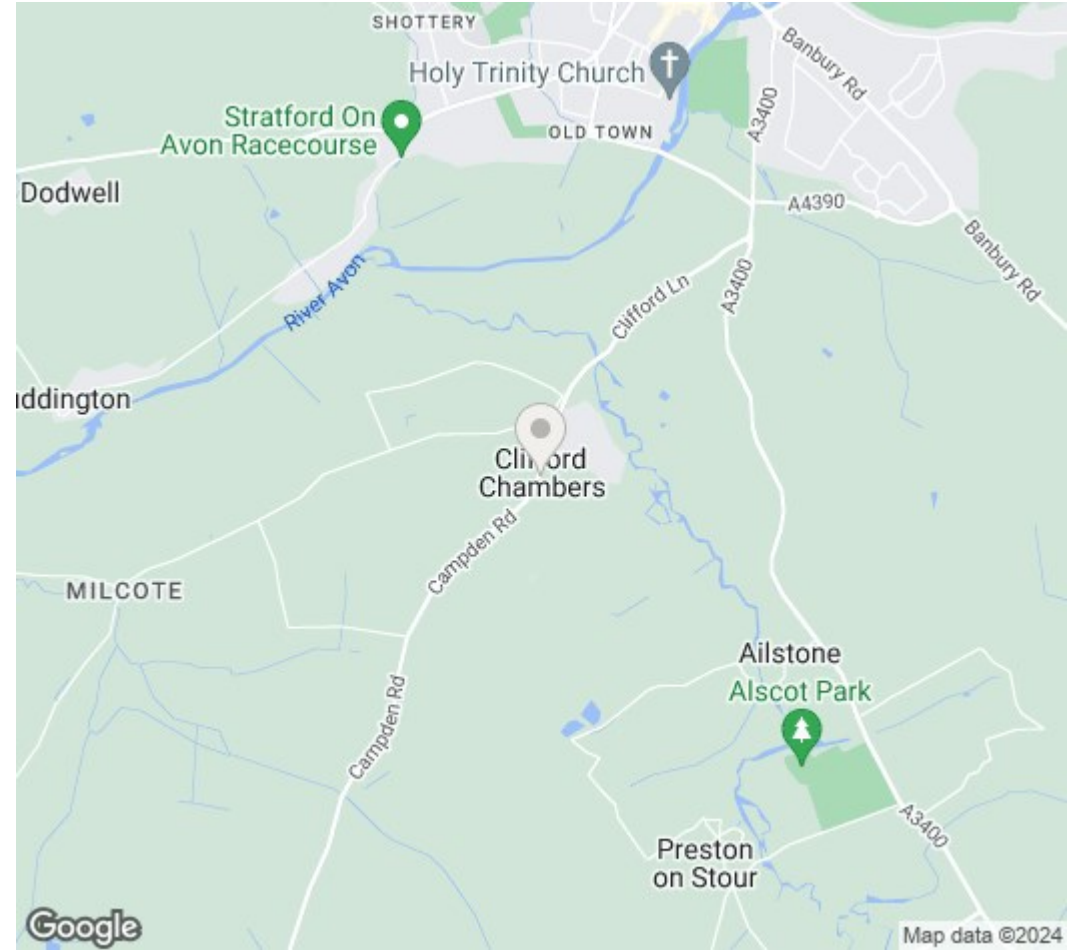 SHOTTERY
Banbury Rd
Holy Trinity Church
Stratford On
Avon Racecourse
OLD TOWN
A3400
Dodwell
A4390
Banbury Rd
River Avon
Clifford Ln
A3400
uddington
Clifford
Chambers
Campden Rd
MILCOTE
Ailstone
Alscot Park
Campden Rd
A3400
Preston
on Stour
Google
Map data ©2024